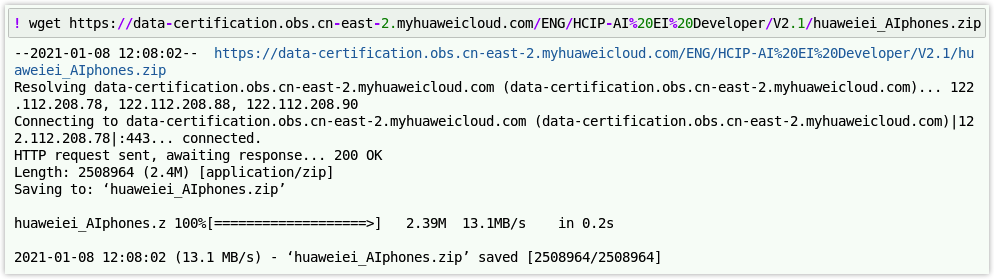 ! wget https://data-certification.obs.cn-east-2.myhuaweicloud.com/ENG/HCIP-AI%20EI%20Developer/V2.1/huaweiei_AIphones.zip
--2021-01-08 12:08:02--  https://data-certification.obs.cn-east-2.myhuaweicloud.com/ENG/HCIP-AI%20EI%20Developer/V2.1/hu
aweiei_AIphones.zip
Resolving data-certification.obs.cn-east-2.myhuaweicloud.com (data-certification.obs.cn-east-2.myhuaweicloud.com)... 122
.112.208.78, 122.112.208.88, 122.112.208.90
Connecting to data-certification.obs.cn-east-2.myhuaweicloud.com (data-certification.obs.cn-east-2.myhuaweicloud.com)|12
2.112.208.78|:443... connected.
HTTP request sent, awaiting response... 200 OK
Length: 2508964 (2.4M) [application/zip]
Saving to: ‘huaweiei_AIphones.zip’
huaweiei_AIphones.z 100%[===================>]   2.39M  13.1MB/s    in 0.2s
2021-01-08 12:08:02 (13.1 MB/s) - ‘huaweiei_AIphones.zip’ saved [2508964/2508964]